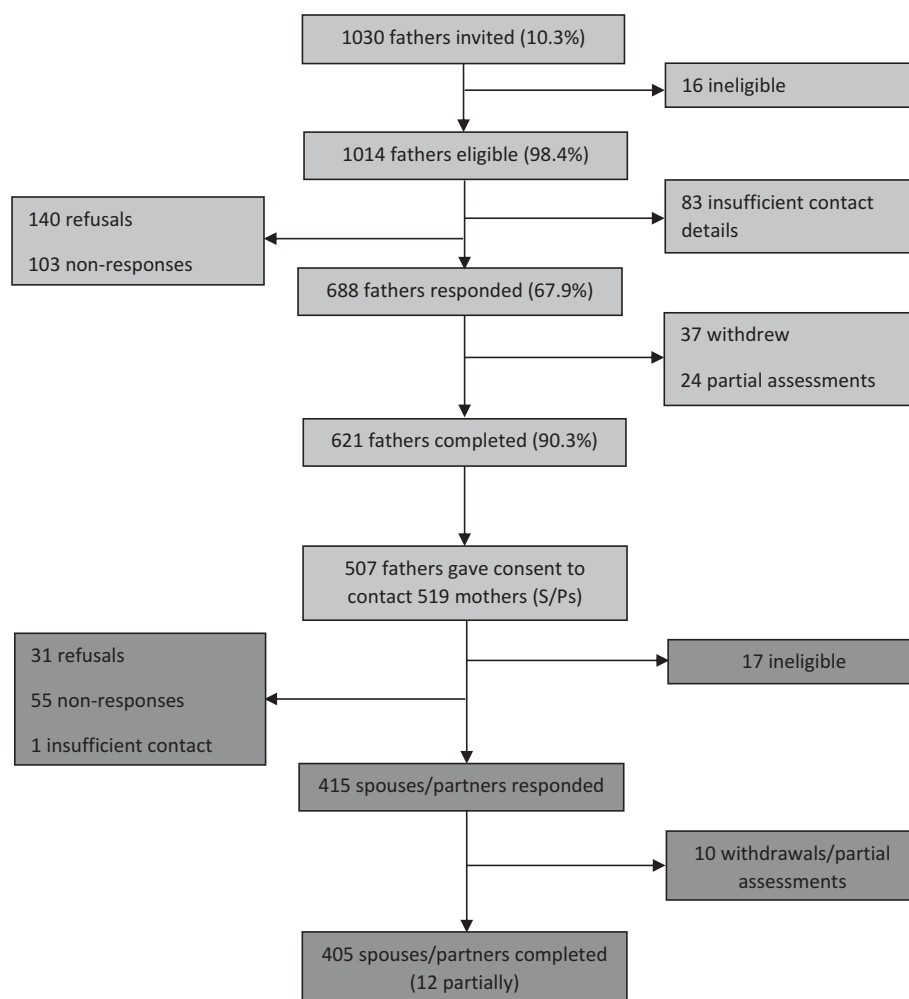 1030 fathers invited (10.3%)
16 ineligible
1014 fathers eligible (98.4%)
140 refusals
103 non-responses
83 insufficient contact
details
688 fathers responded (67.9%)
37 withdrew
24 partial assessments
621 fathers completed (90.3%)
507 fathers gave consent to
contact 519 mothers (S/Ps)
31 refusals
55 non-responses
1 insufficient contact
17 ineligible
415 spouses/partners responded
10 withdrawals/partial
assessments
405 spouses/partners completed
(12 partially)